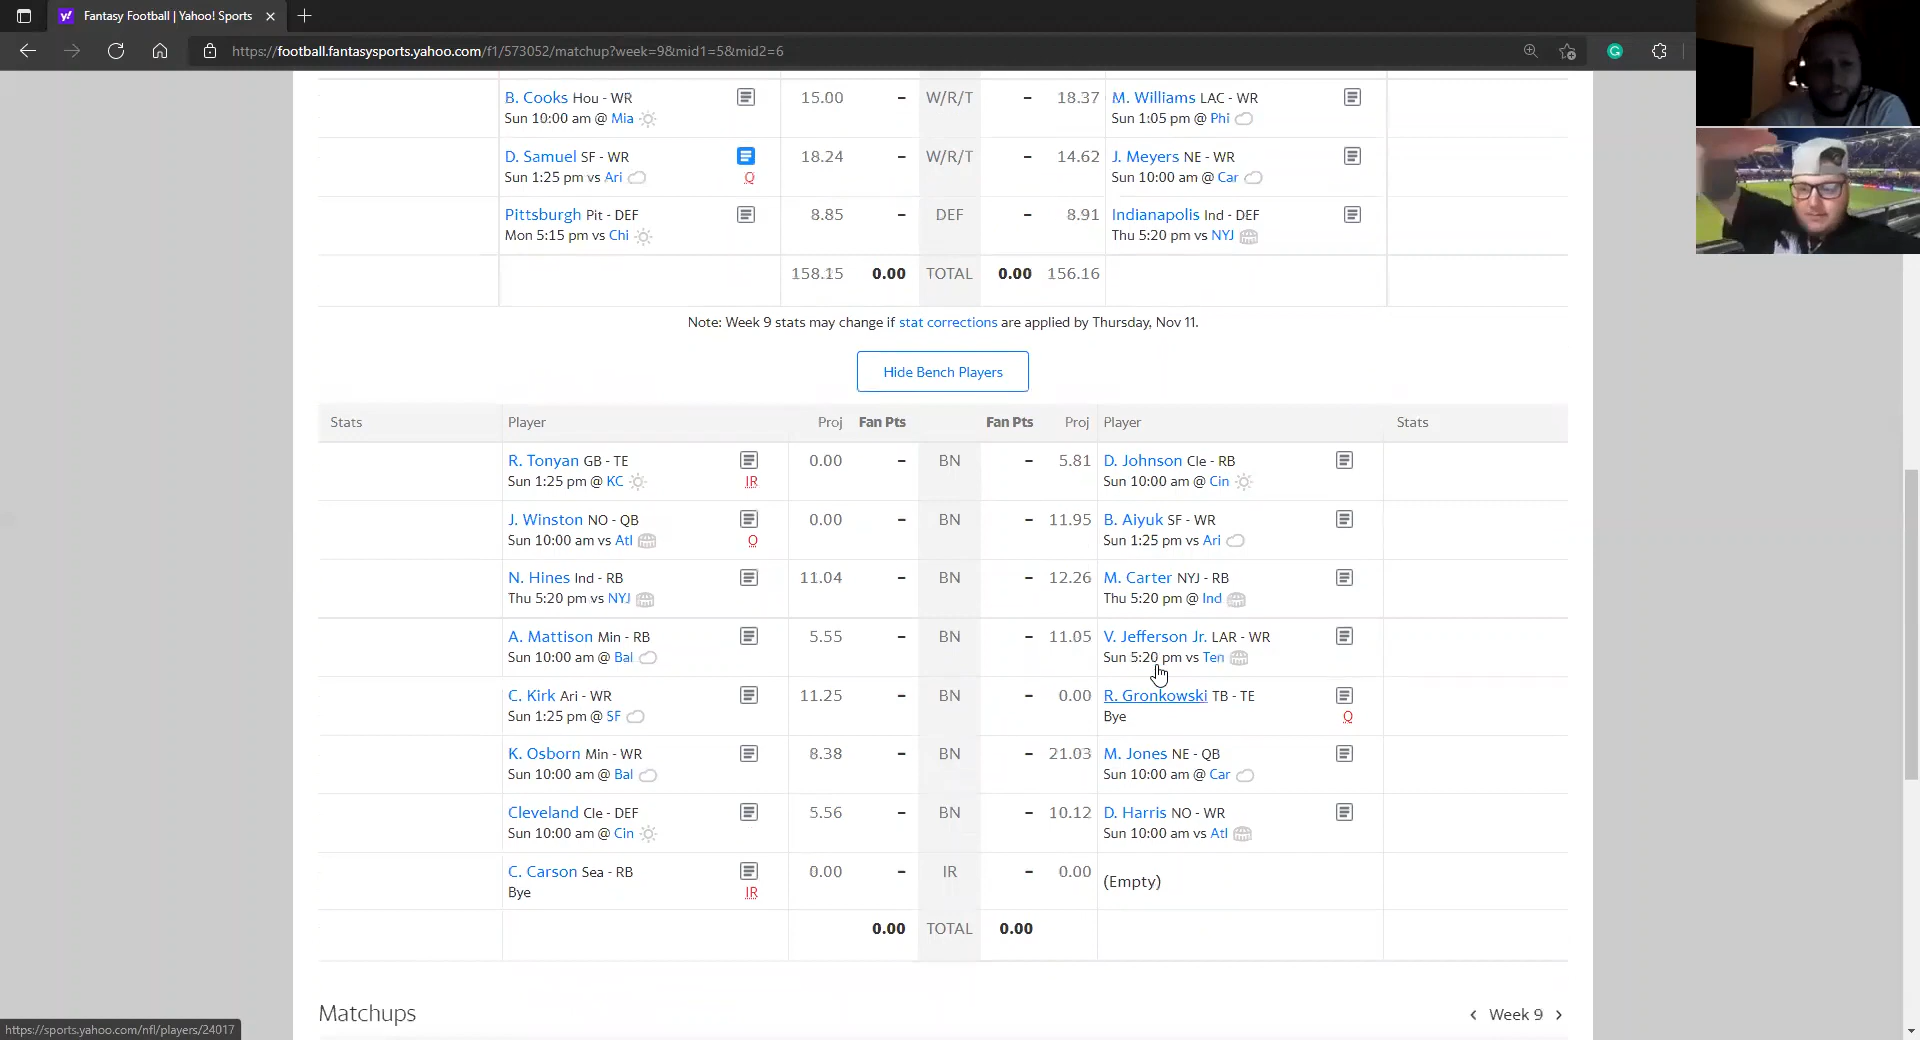 Fantasy Football | Yahoo! Sports
https://football.fantasysports.yahoo.com/f1/573052/matchup?week=9&mid1=5&mid2=6
B. Cooks Hou - WR 15.00 – W/R/T – 18.37 M. Williams LAC - WR
Sun 10:00 am @ Mia Sun 1:05 pm @ Phi
D. Samuel SF - WR 18.24 – W/R/T – 14.62 J. Meyers NE - WR
Sun 1:25 pm vs Ari Q Sun 10:00 am @ Car
Pittsburgh Pit - DEF 8.85 – DEF – 8.91 Indianapolis Ind - DEF
Mon 5:15 pm vs Chi Thu 5:20 pm vs NYJ
158.15 0.00 TOTAL 0.00 156.16
Note: Week 9 stats may change if stat corrections are applied by Thursday, Nov 11.
Hide Bench Players
Stats Player Proj Fan Pts Fan Pts Proj Player Stats
R. Tonyan GB - TE 0.00 – BN – 5.81 D. Johnson Cle - RB
Sun 1:25 pm @ KC IR Sun 10:00 am @ Cin
J. Winston NO - QB 0.00 – BN – 11.95 B. Aiyuk SF - WR
Sun 10:00 am vs Atl O Sun 1:25 pm vs Ari
N. Hines Ind - RB 11.04 – BN – 12.26 M. Carter NYJ - RB
Thu 5:20 pm vs NYJ Thu 5:20 pm @ Ind
A. Mattison Min - RB 5.55 – BN – 11.05 V. Jefferson Jr. LAR - WR
Sun 10:00 am @ Bal Sun 5:20 pm vs Ten
C. Kirk Ari - WR 11.25 – BN – 0.00 R. Gronkowski TB - TE
Sun 1:25 pm @ SF Bye Q
K. Osborn Min - WR 8.38 – BN – 21.03 M. Jones NE - QB
Sun 10:00 am @ Bal Sun 10:00 am @ Car
Cleveland Cle - DEF 5.56 – BN – 10.12 D. Harris NO - WR
Sun 10:00 am @ Cin Sun 10:00 am vs Atl
C. Carson Sea - RB 0.00 – IR – 0.00 (Empty)
Bye IR
0.00 TOTAL 0.00
Matchups < Week 9 >
https://sports.yahoo.com/nfl/players/24017